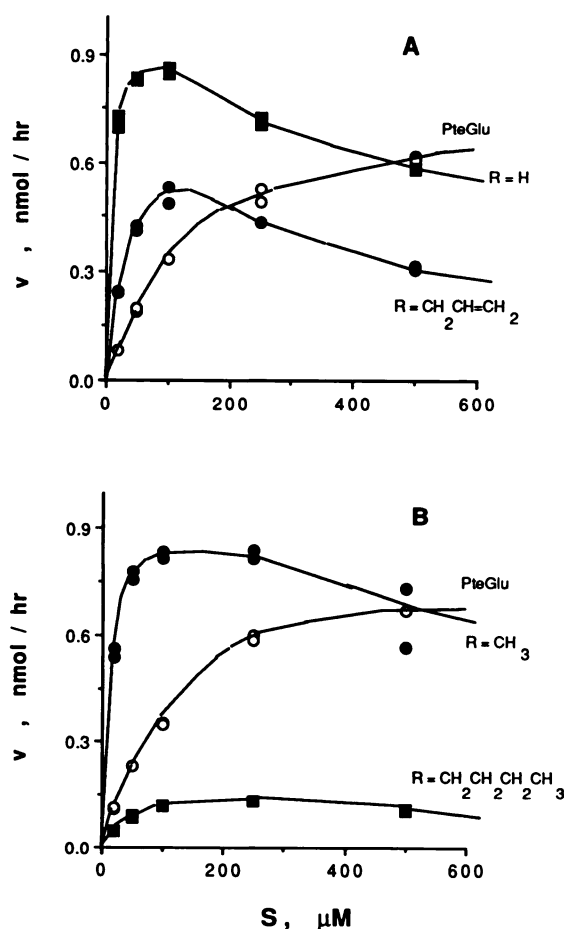 A
0.9
0.6
0.3
0.0
v , nmol / hr
PteGlu
R = H
R = CH2CH=CH2
0 200 400 600
B
0.9
0.6
0.3
0.0
v , nmol / hr
PteGlu
R = CH3
R = CH2CH2CH2CH3
0 200 400 600
S, μM